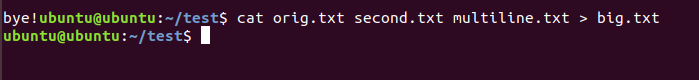 bye!ubuntu@ubuntu:~/test$ cat orig.txt second.txt multiline.txt > big.txt
ubuntu@ubuntu:~/test$